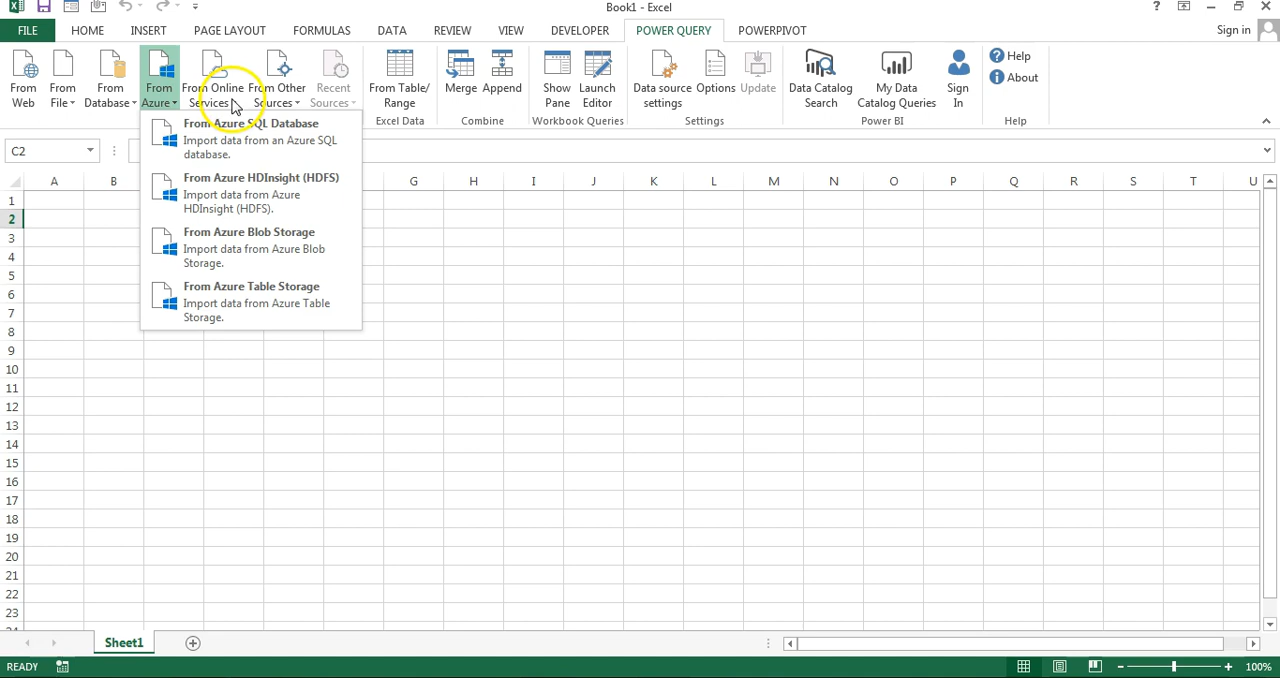 Book1 - Excel
?
FILE HOME INSERT PAGE LAYOUT FORMULAS DATA REVIEW VIEW DEVELOPER POWER QUERY POWERPIVOT Sign in
From Web
From File
From Database
From Azure
From Online Services
From Other Sources
Recent Sources
From Table/ Range
Merge
Append
Show Pane
Launch Editor
Data source settings
Options
Update
Data Catalog Search
My Data Catalog Queries
Sign In
Help
About
Excel Data
Combine
Workbook Queries
Settings
Power BI
Help
From Azure SQL Database
Import data from an Azure SQL
database.
From Azure HDInsight (HDFS)
Import data from Azure
HDInsight (HDFS).
From Azure Blob Storage
Import data from Azure Blob
Storage.
From Azure Table Storage
Import data from Azure Table
Storage.
C2
A B G H I J K L M N O P Q R S T U
1
2
3
4
5
6
7
8
9
10
11
12
13
14
15
16
17
18
19
20
21
22
23
Sheet1
READY
100%